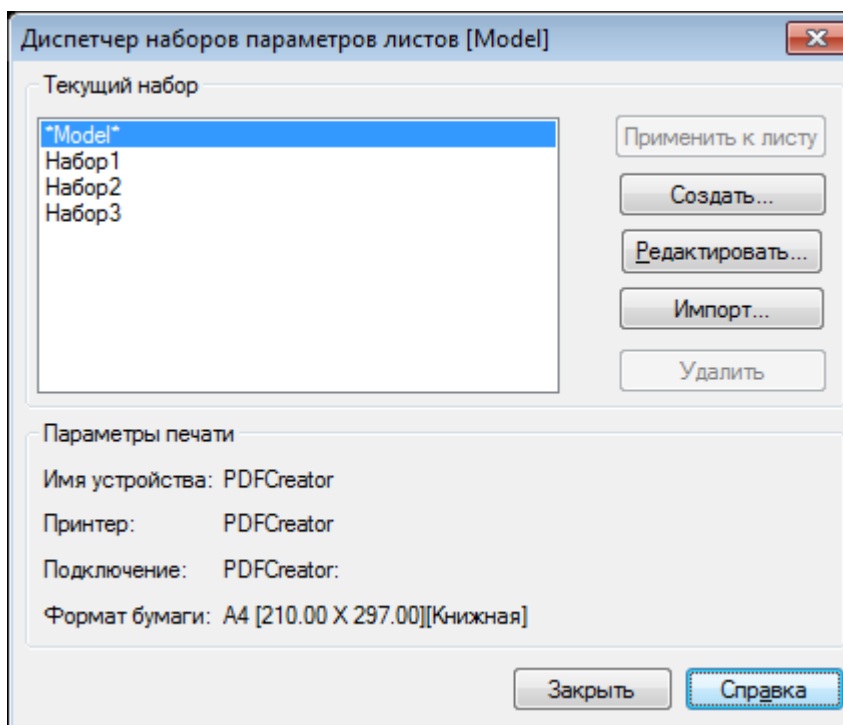 Диспетчер наборов параметров листов [Model]
Текущий набор
*Model*
Набор1
Набор2
Набор3
Применить к листу
Создать...
Редактировать...
Импорт...
Удалить
Параметры печати
Имя устройства: PDFCreator
Принтер: PDFCreator
Подключение: PDFCreator:
Формат бумаги: A4 [210.00 X 297.00][Книжная]
Закрыть Справка